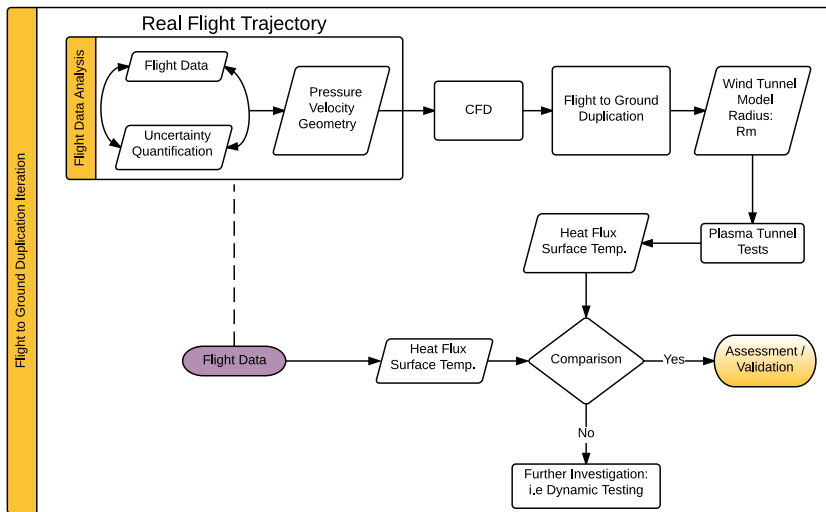 Real Flight Trajectory
Flight to Ground Duplication Iteration
Flight Data Analysis
Flight Data
Uncertainty
Quantification
Pressure
Velocity
Geometry
CFD
Flight to Ground
Duplication
Wind Tunnel
Model
Radius:
Rm
Plasma Tunnel
Tests
Heat Flux
Surface Temp.
Flight Data
Heat Flux
Surface Temp.
Comparison
Yes
Assessment /
Validation
No
Further Investigation:
i.e Dynamic Testing